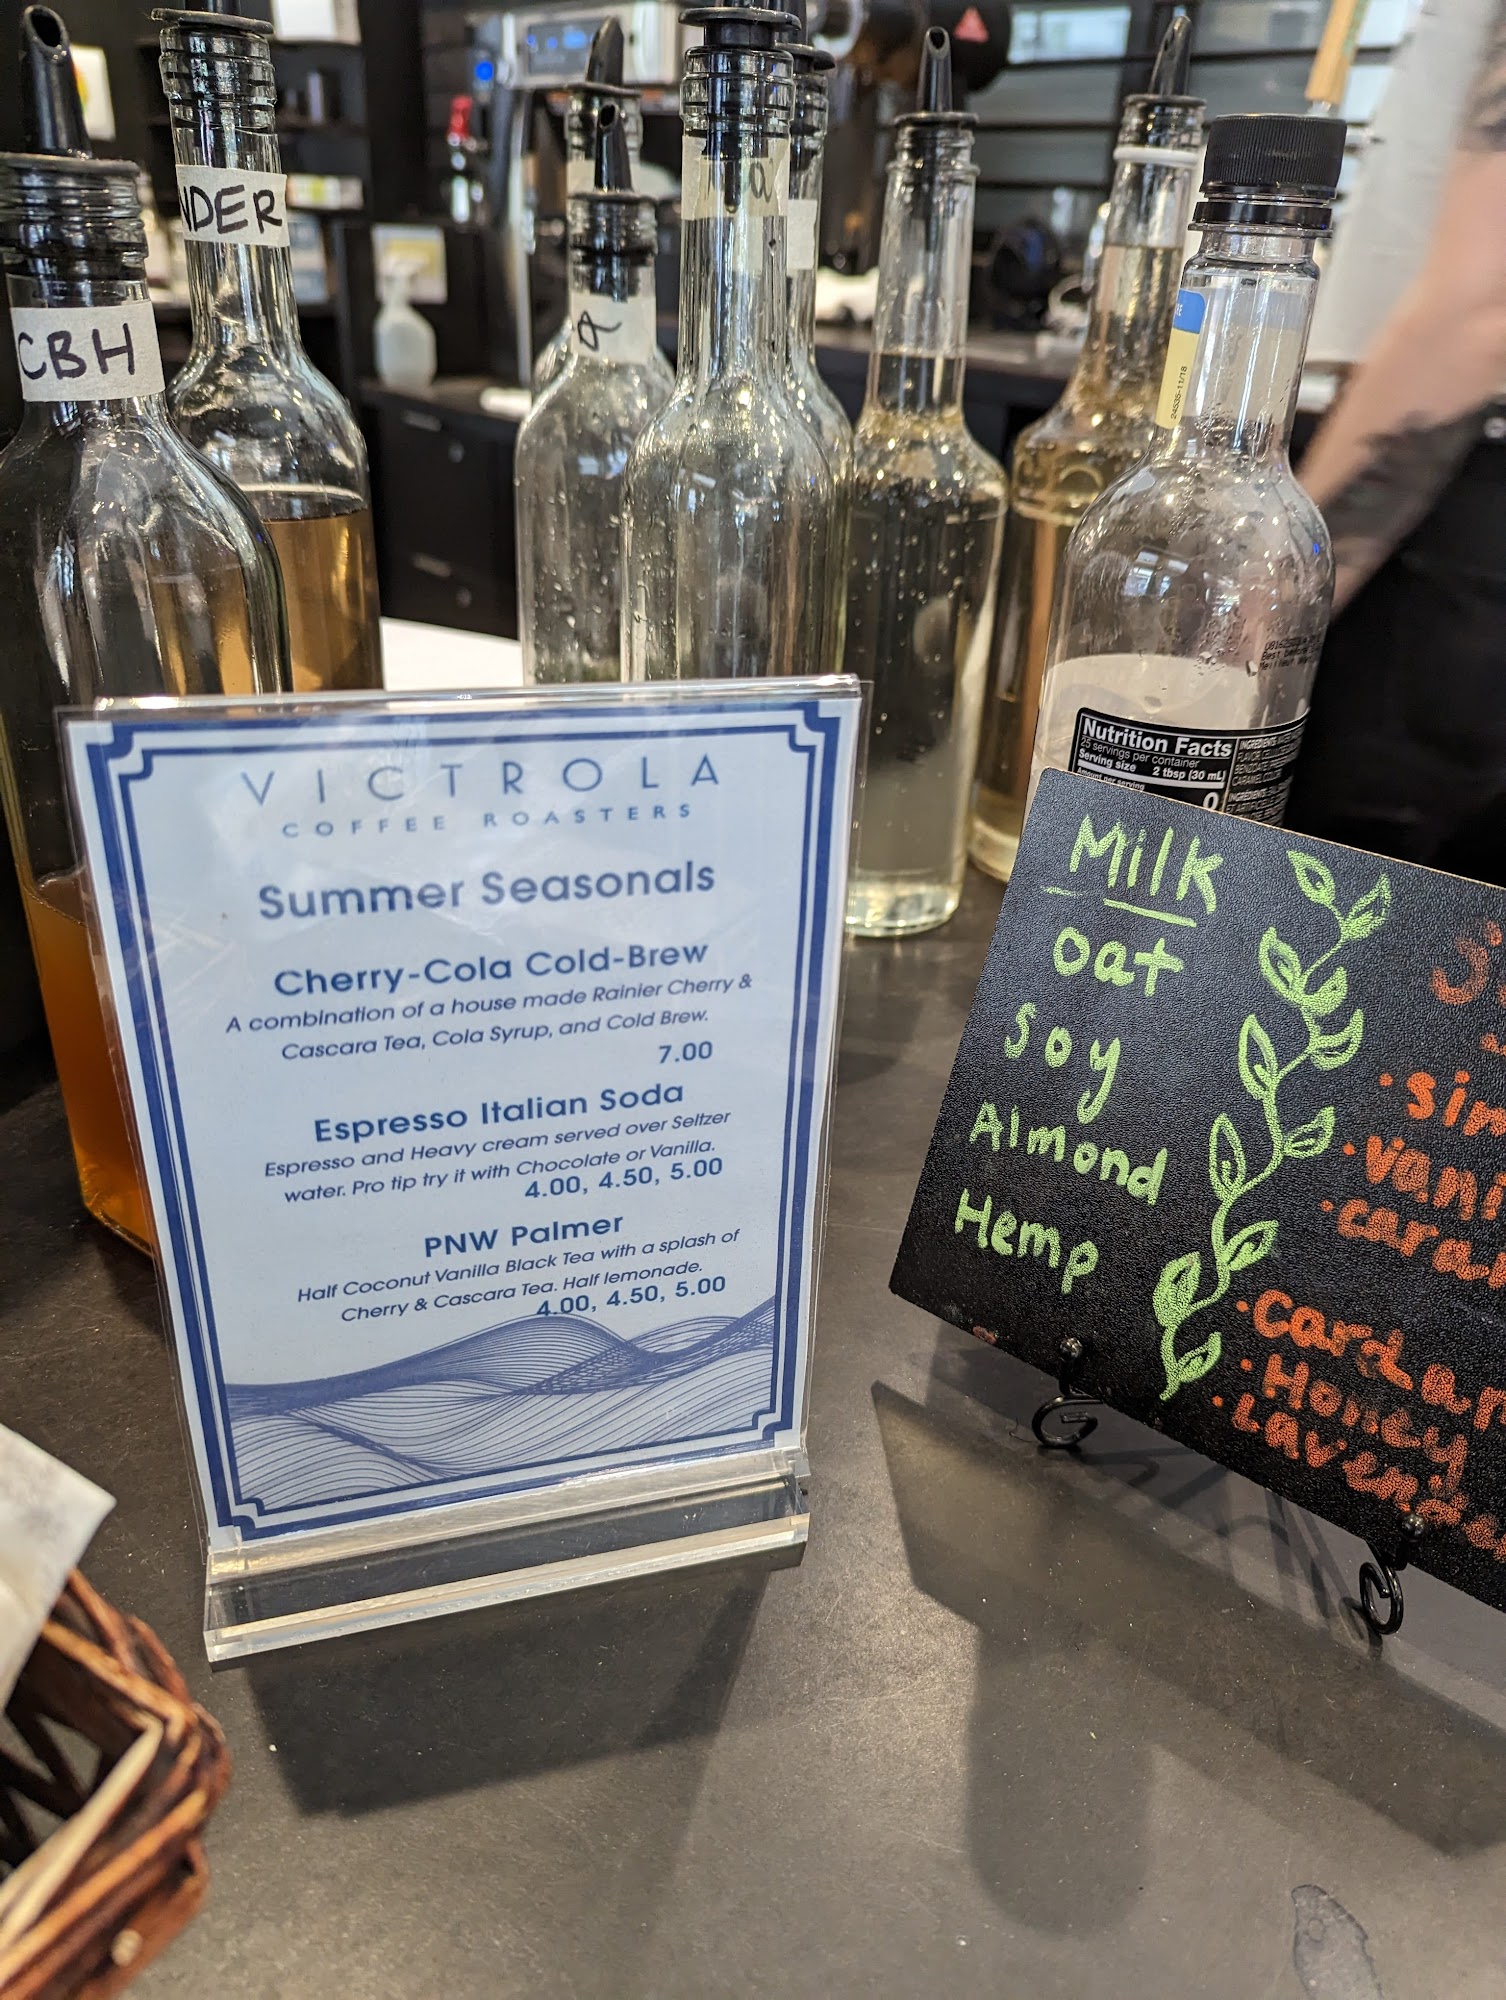 CBH
VICTROLA
COFFEE ROASTERS
Summer Seasonals
Cherry-Cola Cold-Brew
A combination of a house made Rainier Cherry &
Cascara Tea, Cola Syrup, and Cold Brew.
7.00
Espresso Italian Soda
Espresso and Heavy cream served over Seltzer
water. Pro tip try it with Chocolate or Vanilla.
4.00, 4.50, 5.00
PNW Palmer
Half Coconut Vanilla Black Tea with a splash of
Cherry & Cascara Tea. Half lemonade.
4.00, 4.50, 5.00
Nutrition Facts
25 servings per container
Serving size 2 tbsp (30 mL)
Amount per serving
0
Milk
oat
Soy
Almond
Hemp
• Honey